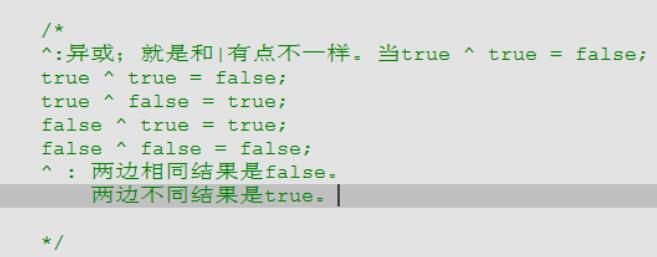 /*
^:异或；就是和|有点不一样。当true ^ true = false;
true ^ true = false;
true ^ false = true;
false ^ true = true;
false ^ false = false;
^ : 两边相同结果是false。
两边不同结果是true。
*/